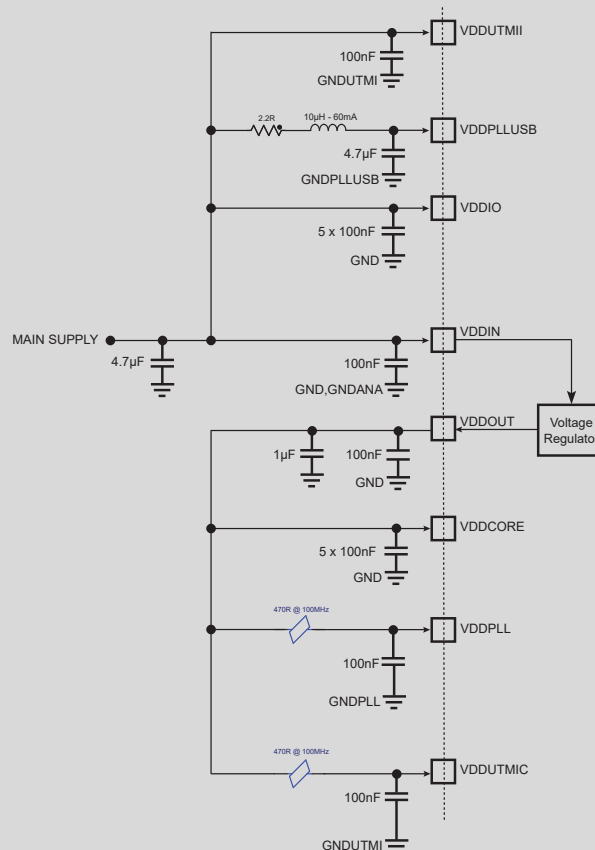 VDDUTMII
100nF
GNDUTMI
2.2R
10µH - 60mA
VDDPLLUSB
4.7µF
GNDPLLUSB
VDDIO
5 x 100nF
GND
MAIN SUPPLY
VDDIN
4.7µF
100nF
GND,GNDANA
VDDOUT
Voltage
Regulato
1µF
100nF
GND
VDDCORE
5 x 100nF
GND
470R @ 100MHz
VDDPLL
100nF
GNDPLL
470R @ 100MHz
VDDUTMIC
100nF
GNDUTMI